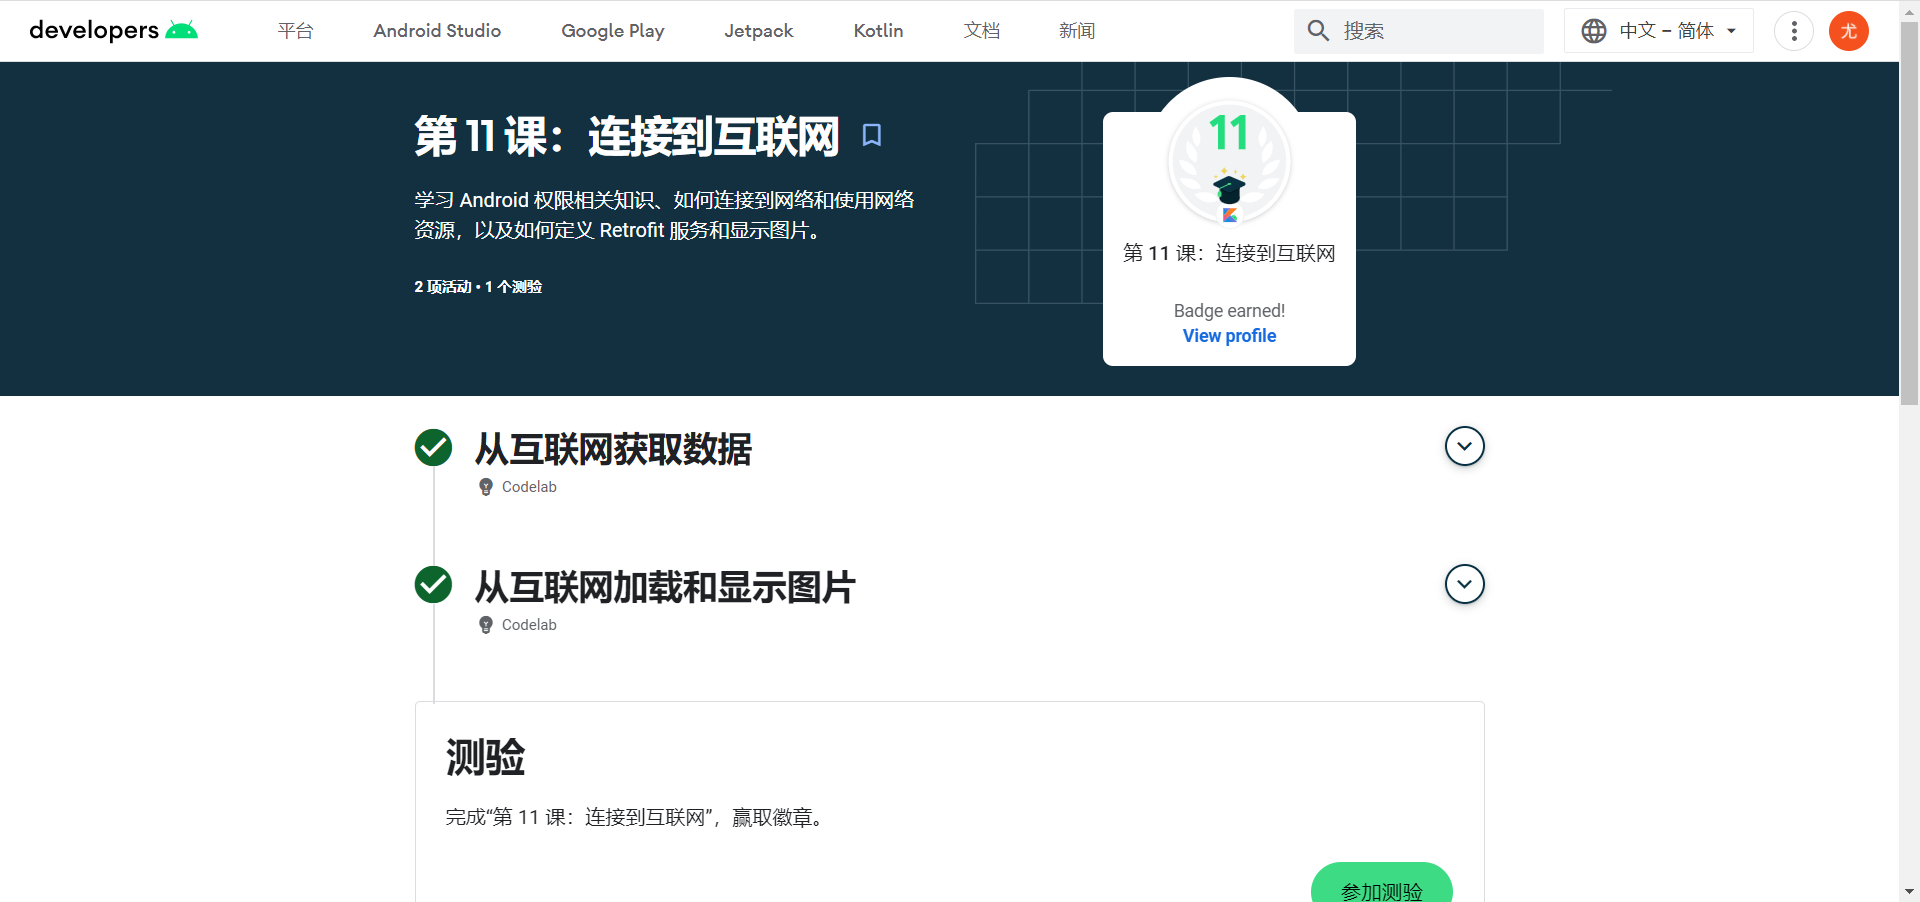 developers 平台 Android Studio Google Play Jetpack Kotlin 文档 新闻 搜索 中文 – 简体 尤
第 11 课：连接到互联网
学习 Android 权限相关知识、如何连接到网络和使用网络
资源，以及如何定义 Retrofit 服务和显示图片。
2 项活动 • 1 个测验
11
第 11 课：连接到互联网
Badge earned!
View profile
从互联网获取数据
Codelab
从互联网加载和显示图片
Codelab
测验
完成“第 11 课：连接到互联网”，赢取徽章。
参加测验